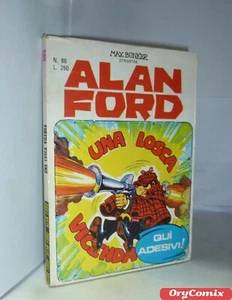 MAX BUNKER
presenta
N. 86
L. 250
ALAN
FORD
UNA LOSCA
VICENDA
QUI
ADESIVI!
OryComix